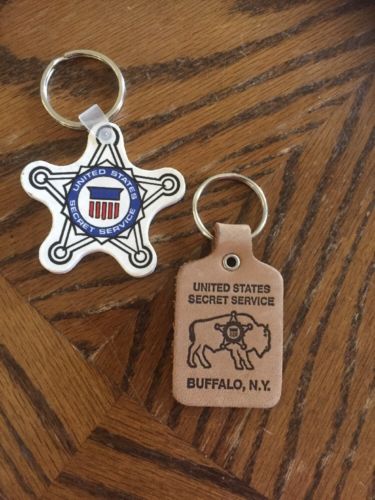 UNITED STATES
SECRET SERVICE
UNITED STATES
SECRET SERVICE
BUFFALO, N.Y.